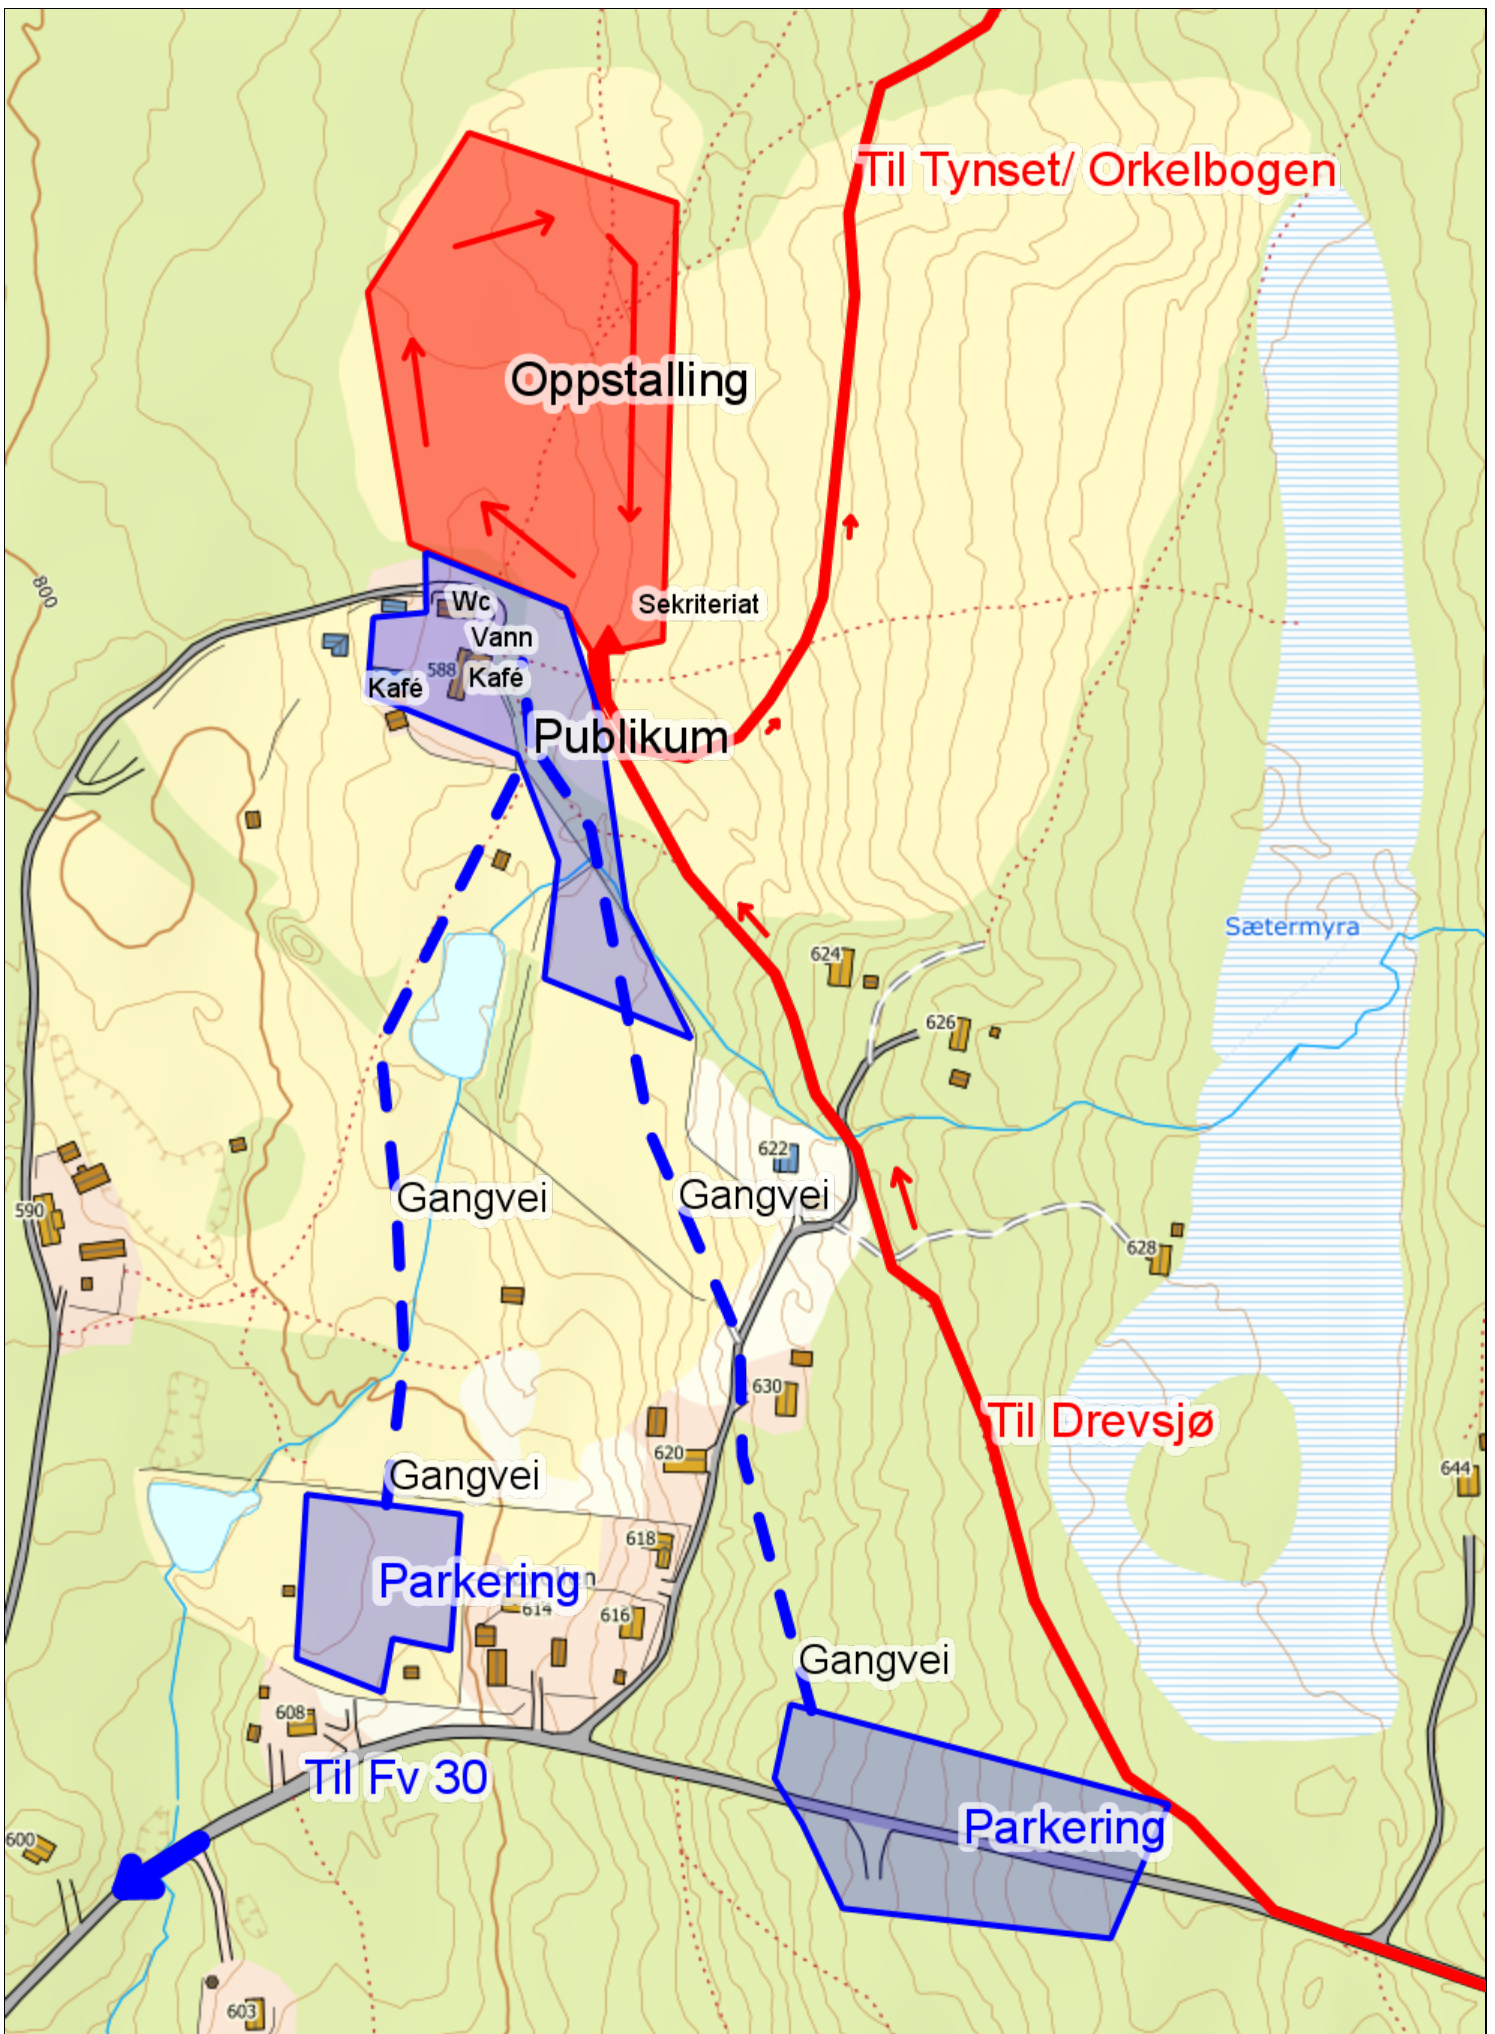 Til Tynset/ Orkelbogen
Oppstalling
800
Wc
Sekriteriat
Vann
588
Kafé
Kafé
Publikum
Sætermyra
624
626
622
590
Gangvei
Gangvei
628
630
Til Drevsjø
620
644
Gangvei
618
Parkering
614
616
Gangvei
608
Til Fv 30
Parkering
600
603